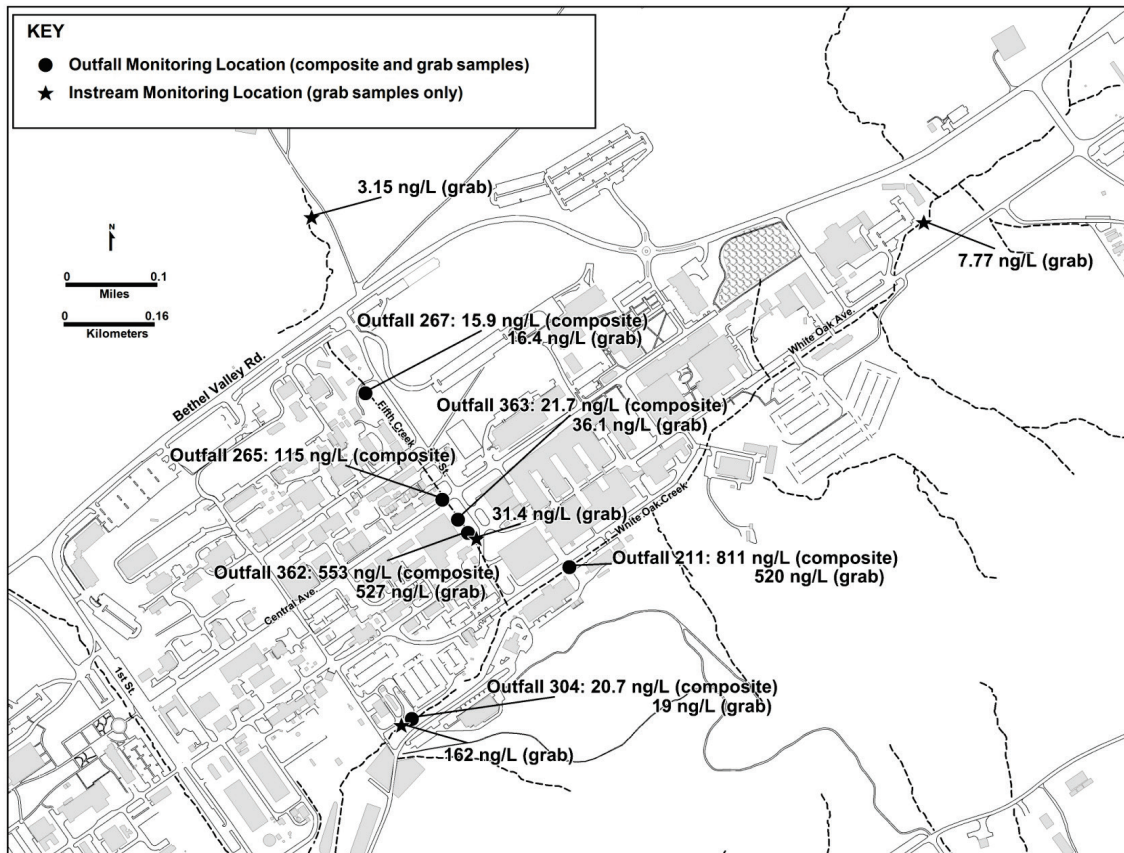 KEY
Outfall Monitoring Location (composite and grab samples)
Instream Monitoring Location (grab samples only)
3.15 ng/L (grab)
N
0 0.1
Miles
0 0.16
Kilometers
7.77 ng/L (grab)
Outfall 267: 15.9 ng/L (composite)
16.4 ng/L (grab)
White Oak Ave.
Bethel Valley Rd.
Fifth Creek
St.
Outfall 363: 21.7 ng/L (composite)
36.1 ng/L (grab)
Outfall 265: 115 ng/L (composite)
31.4 ng/L (grab)
White Oak Creek
Outfall 211: 811 ng/L (composite)
520 ng/L (grab)
Outfall 362: 553 ng/L (composite)
527 ng/L (grab)
Central Ave.
1st St.
Outfall 304: 20.7 ng/L (composite)
19 ng/L (grab)
162 ng/L (grab)